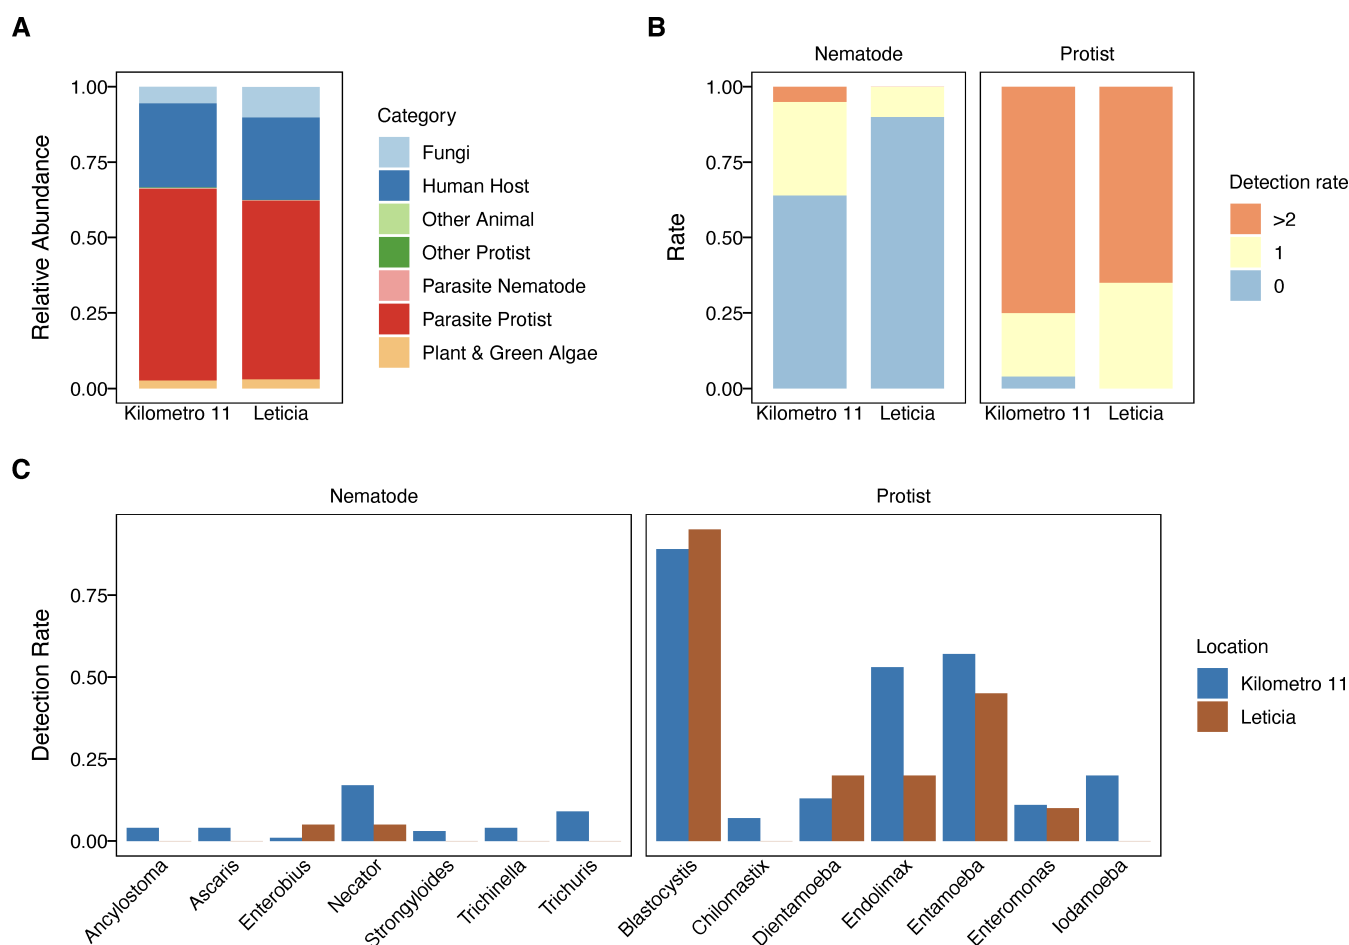 A
1.00
0.75
0.50
0.25
0.00
Relative Abundance
Kilometro 11
Leticia
Category
Fungi
Human Host
Other Animal
Other Protist
Parasite Nematode
Parasite Protist
Plant & Green Algae
B
Nematode
Protist
1.00
0.75
0.50
0.25
0.00
Rate
Kilometro 11
Leticia
Kilometro 11
Leticia
Detection rate
>2
1
0
C
Nematode
Protist
0.75
0.50
0.25
0.00
Detection Rate
Ancylostoma
Ascaris
Enterobius
Necator
Strongyloides
Trichinella
Trichuris
Blastocystis
Chilomastix
Dientamoeba
Endolimax
Entamoeba
Enteromonas
Iodamoeba
Location
Kilometro 11
Leticia